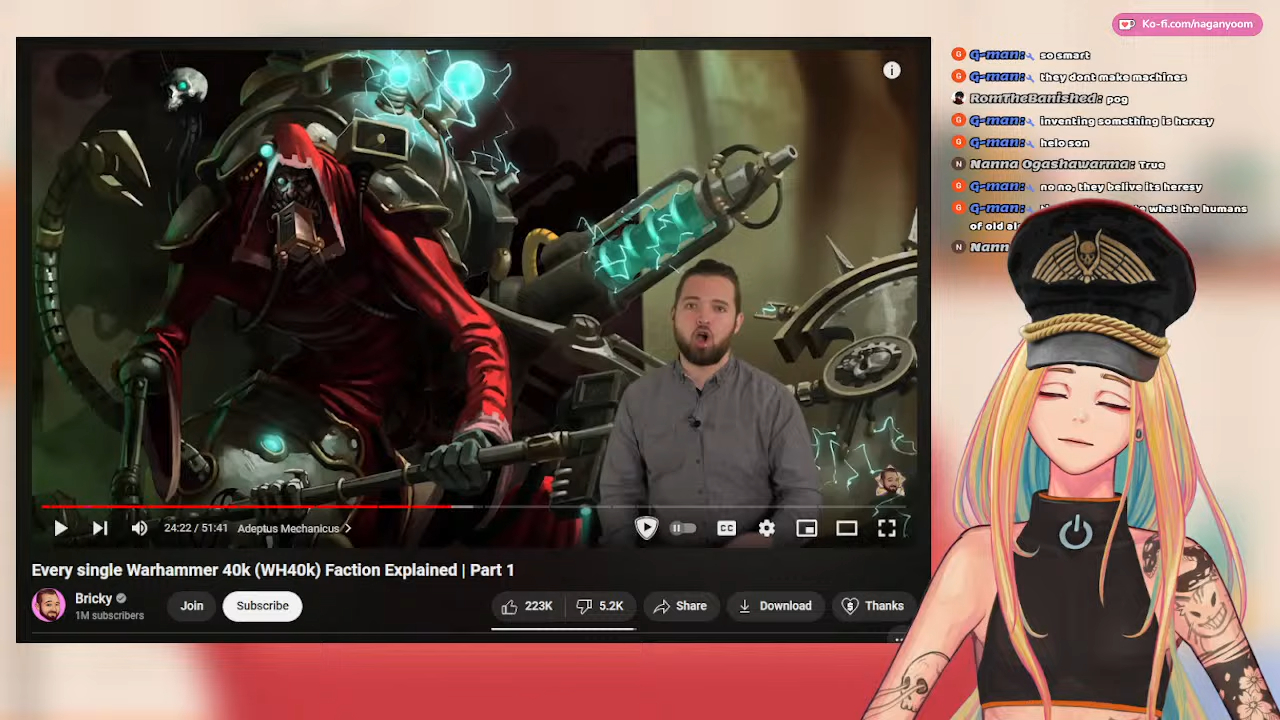 Ko-fi.com/naganyoom
G-man: so smart
G-man: they dont make machines
RomTheBanished: pog
G-man: inventing something is heresy
G-man: helo son
Nanna Ogashawarma: True
G-man: no no, they belive its heresy
G-man: what the humans
of old
Nann
24:22 / 51:41 Adeptus Mechanicus >
CC
Every single Warhammer 40k (WH40k) Faction Explained | Part 1
Bricky
1M subscribers
Join
Subscribe
223K
5.2K
Share
Download
Thanks